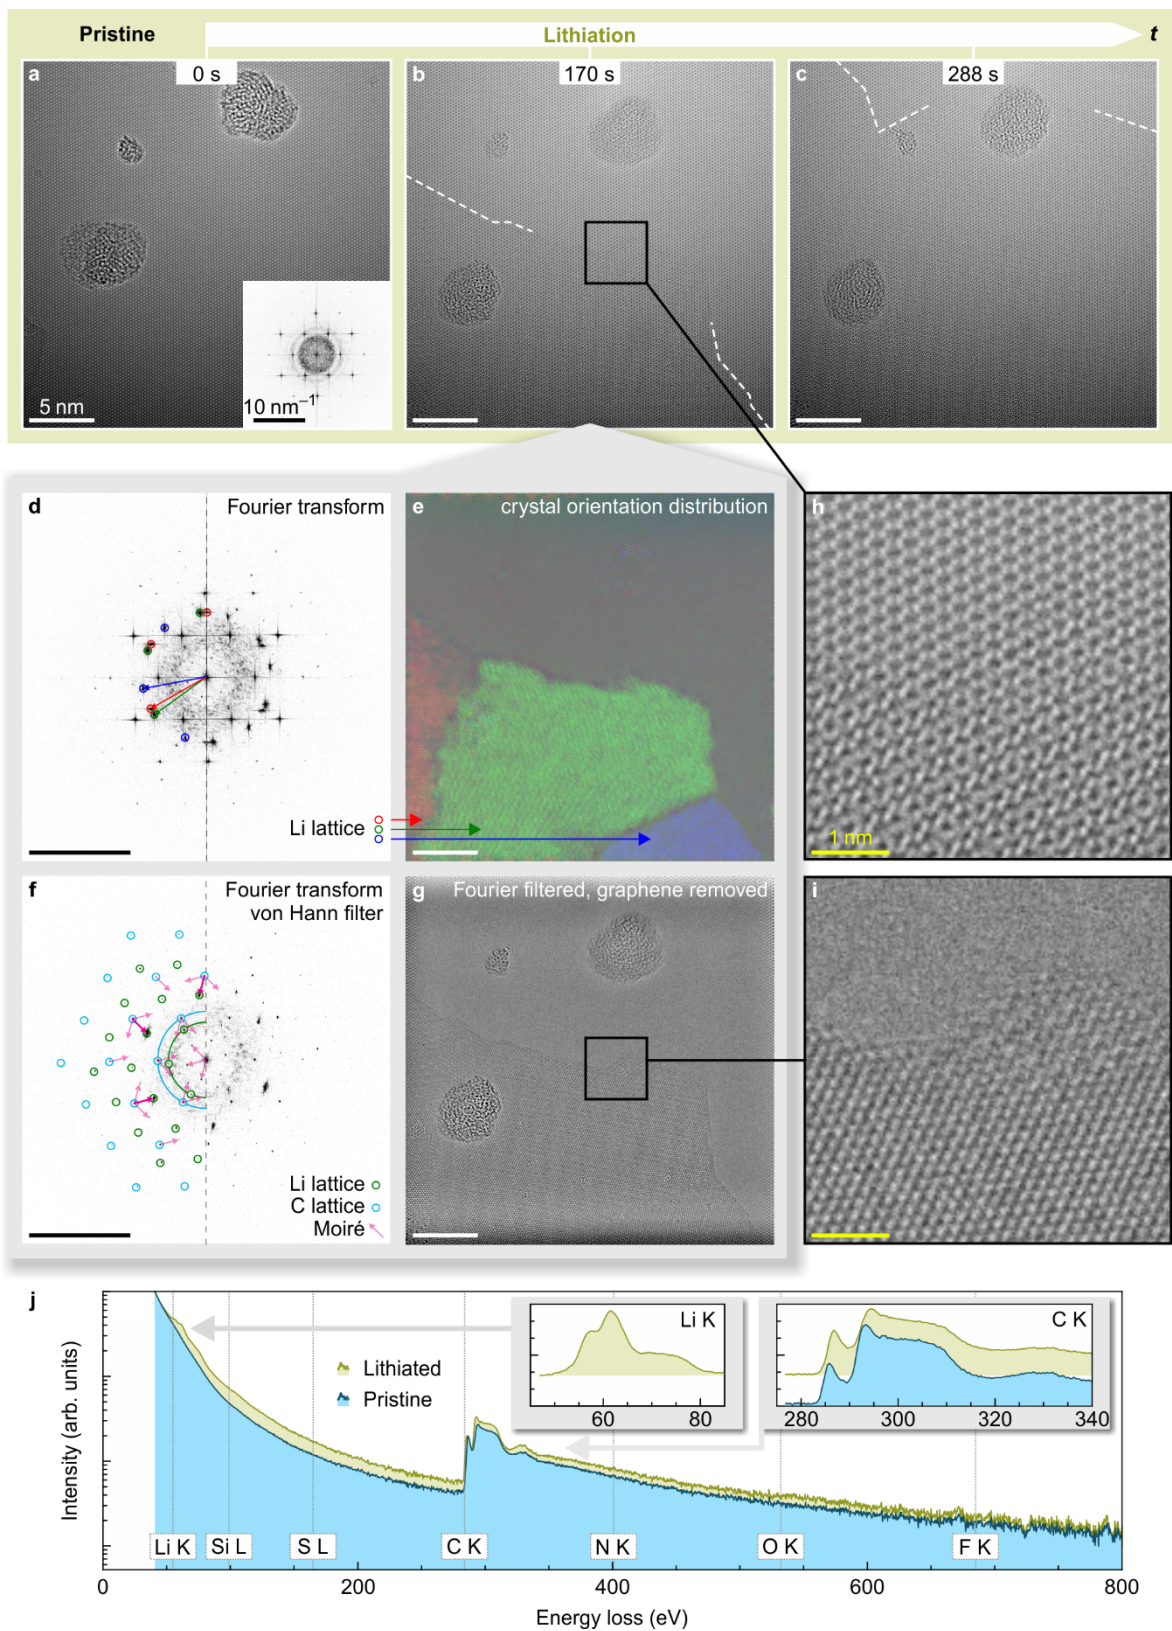 Pristine
Lithiation
t
a
0 s
b
170 s
c
288 s
5 nm
10 nm⁻¹
d
Fourier transform
e
crystal orientation distribution
h
Li lattice
1 nm
f
Fourier transform
von Hann filter
g
Fourier filtered, graphene removed
i
Li lattice
C lattice
Moiré
j
Intensity (arb. units)
Lithiated
Pristine
Li K
60
80
C K
280
300
320
340
Li K
Si L
S L
C K
N K
O K
F K
0
200
400
600
800
Energy loss (eV)